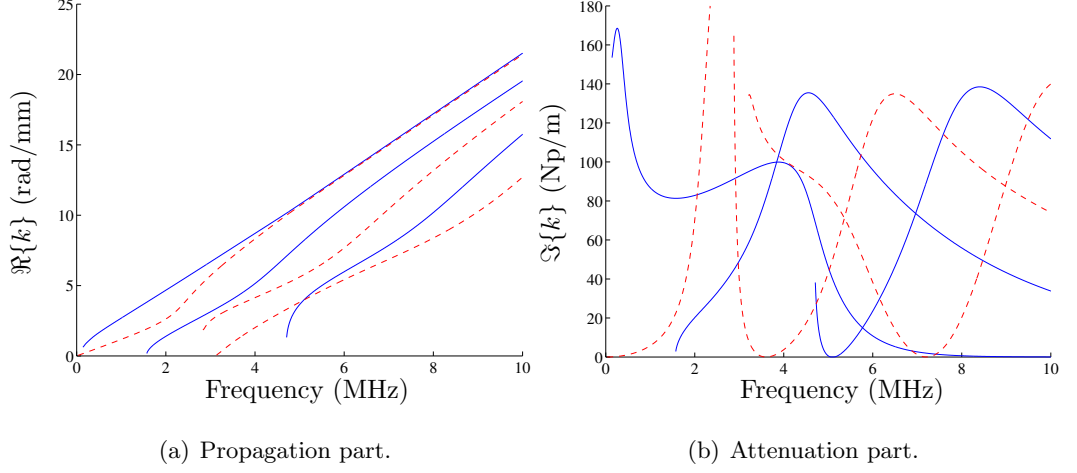 25
20
15
10
5
0
0 2 4 6 8 10
ℜ{k} (rad/mm)
Frequency (MHz)
(a) Propagation part.
180
160
140
120
100
80
60
40
20
0
0 2 4 6 8 10
ℑ{k} (Np/m)
Frequency (MHz)
(b) Attenuation part.